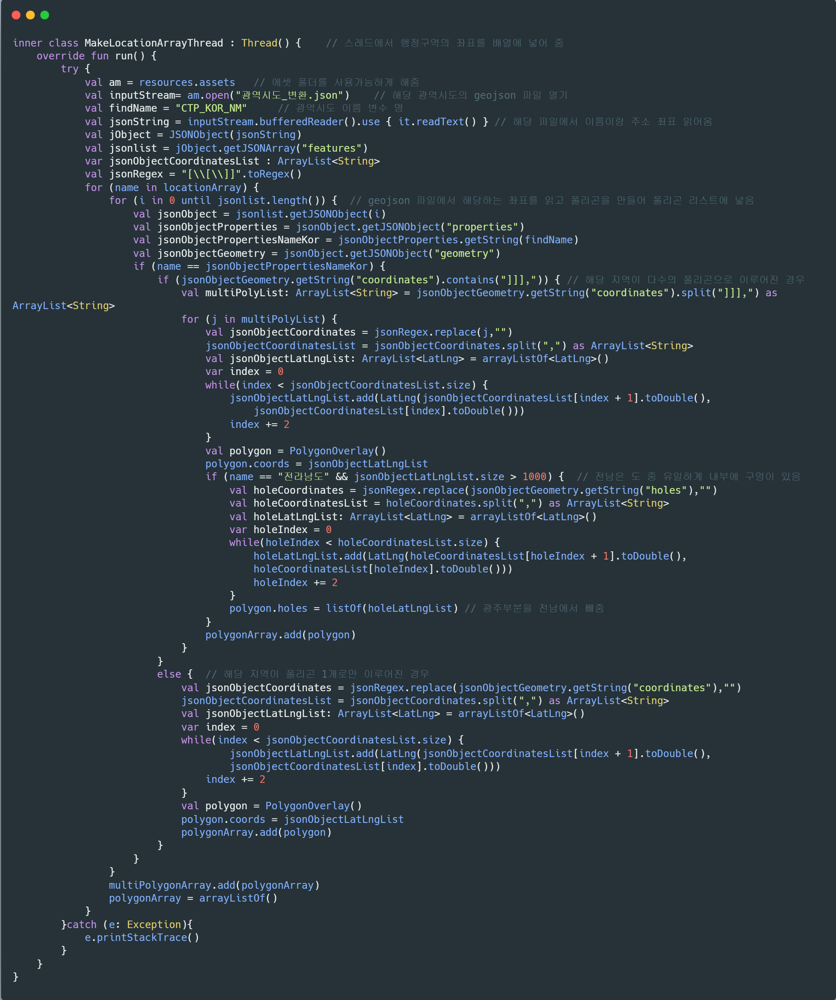 inner class MakeLocationArrayThread : Thread() {    // 스레드에서 행정구역의 좌표를 배열에 넣어 줌
    override fun run() {
        try {
            val am = resources.assets   // 에셋 폴더를 사용가능하게 해줌
            val inputStream= am.open("광역시도_변환.json")    // 해당 광역시도의 geojson 파일 열기
            val findName = "CTP_KOR_NM"     // 광역시도 이름 변수 명
            val jsonString = inputStream.bufferedReader().use { it.readText() } // 해당 파일에서 이름이랑 주소 좌표 읽어옴
            val jObject = JSONObject(jsonString)
            val jsonlist = jObject.getJSONArray("features")
            var jsonObjectCoordinatesList : ArrayList<String>
            val jsonRegex = "[\\[\\]]".toRegex()
            for (name in locationArray) {
                for (i in 0 until jsonlist.length()) {  // geojson 파일에서 해당하는 좌표를 읽고 폴리곤을 만들어 폴리곤 리스트에 넣음
                    val jsonObject = jsonlist.getJSONObject(i)
                    val jsonObjectProperties = jsonObject.getJSONObject("properties")
                    val jsonObjectPropertiesNameKor = jsonObjectProperties.getString(findName)
                    val jsonObjectGeometry = jsonObject.getJSONObject("geometry")
                    if (name == jsonObjectPropertiesNameKor) {
                        if (jsonObjectGeometry.getString("coordinates").contains("]]],")) { // 해당 지역이 다수의 폴리곤으로 이루어진 경우
                            val multiPolyList: ArrayList<String> = jsonObjectGeometry.getString("coordinates").split("]]],") as
ArrayList<String>
                            for (j in multiPolyList) {
                                val jsonObjectCoordinates = jsonRegex.replace(j,"")
                                jsonObjectCoordinatesList = jsonObjectCoordinates.split(",") as ArrayList<String>
                                val jsonObjectLatLngList: ArrayList<LatLng> = arrayListOf<LatLng>()
                                var index = 0
                                while(index < jsonObjectCoordinatesList.size) {
                                    jsonObjectLatLngList.add(LatLng(jsonObjectCoordinatesList[index + 1].toDouble(),
                                        jsonObjectCoordinatesList[index].toDouble()))
                                    index += 2
                                }
                                val polygon = PolygonOverlay()
                                polygon.coords = jsonObjectLatLngList
                                if (name == "전라남도" && jsonObjectLatLngList.size > 1000) {  // 전남은 도 중 유일하게 내부에 구멍이 있음
                                    val holeCoordinates = jsonRegex.replace(jsonObjectGeometry.getString("holes"),"")
                                    val holeCoordinatesList = holeCoordinates.split(",") as ArrayList<String>
                                    val holeLatLngList: ArrayList<LatLng> = arrayListOf<LatLng>()
                                    var holeIndex = 0
                                    while(holeIndex < holeCoordinatesList.size) {
                                        holeLatLngList.add(LatLng(holeCoordinatesList[holeIndex + 1].toDouble(),
                                        holeCoordinatesList[holeIndex].toDouble()))
                                        holeIndex += 2
                                    }
                                    polygon.holes = listOf(holeLatLngList) // 광주부분을 전남에서 빼줌
                                }
                                polygonArray.add(polygon)
                            }
                        }
                        else {  // 해당 지역이 폴리곤 1개로만 이루어진 경우
                            val jsonObjectCoordinates = jsonRegex.replace(jsonObjectGeometry.getString("coordinates"),"")
                            jsonObjectCoordinatesList = jsonObjectCoordinates.split(",") as ArrayList<String>
                            val jsonObjectLatLngList: ArrayList<LatLng> = arrayListOf<LatLng>()
                            var index = 0
                            while(index < jsonObjectCoordinatesList.size) {
                                    jsonObjectLatLngList.add(LatLng(jsonObjectCoordinatesList[index + 1].toDouble(),
                                    jsonObjectCoordinatesList[index].toDouble()))
                                index += 2
                            }
                            val polygon = PolygonOverlay()
                            polygon.coords = jsonObjectLatLngList
                            polygonArray.add(polygon)
                        }
                    }
                }
                multiPolygonArray.add(polygonArray)
                polygonArray = arrayListOf()
            }
        }catch (e: Exception){
            e.printStackTrace()
        }
    }
}